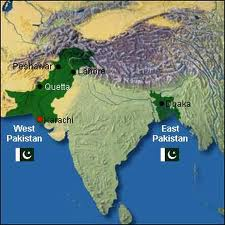 Peshawar
Lahore
Quetta
Karachi
Dhaka
West
Pakistan
East
Pakistan